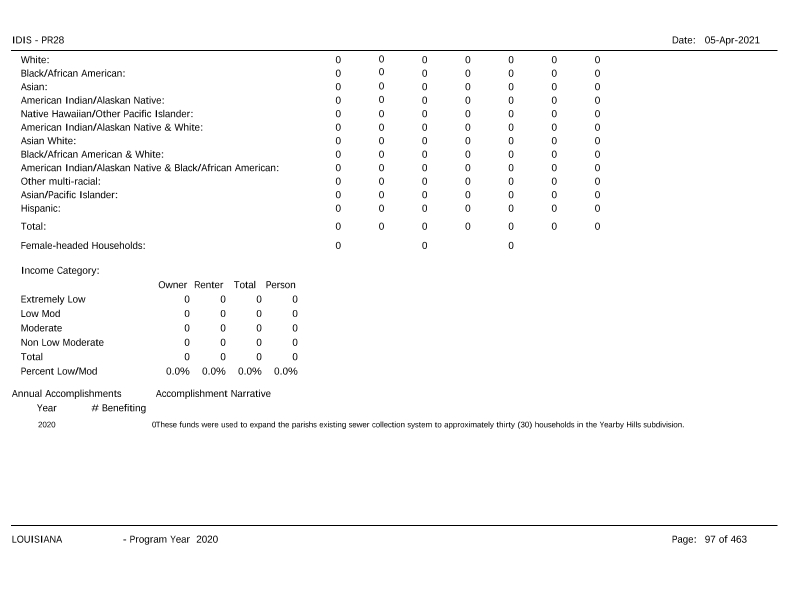 IDIS - PR28 Date: 05-Apr-2021
White: 0 0 0 0 0 0 0
Black/African American: 0 0 0 0 0 0 0
Asian: 0 0 0 0 0 0 0
American Indian/Alaskan Native: 0 0 0 0 0 0 0
Native Hawaiian/Other Pacific Islander: 0 0 0 0 0 0 0
American Indian/Alaskan Native & White: 0 0 0 0 0 0 0
Asian White: 0 0 0 0 0 0 0
Black/African American & White: 0 0 0 0 0 0 0
American Indian/Alaskan Native & Black/African American: 0 0 0 0 0 0 0
Other multi-racial: 0 0 0 0 0 0 0
Asian/Pacific Islander: 0 0 0 0 0 0 0
Hispanic: 0 0 0 0 0 0 0
Total: 0 0 0 0 0 0 0
Female-headed Households: 0 0 0
Income Category:
Owner Renter Total Person
Extremely Low 0 0 0 0
Low Mod 0 0 0 0
Moderate 0 0 0 0
Non Low Moderate 0 0 0 0
Total 0 0 0 0
Percent Low/Mod 0.0% 0.0% 0.0% 0.0%
Annual Accomplishments Accomplishment Narrative
Year # Benefiting
2020 0These funds were used to expand the parishs existing sewer collection system to approximately thirty (30) households in the Yearby Hills subdivision.
LOUISIANA - Program Year 2020 Page: 97 of 463